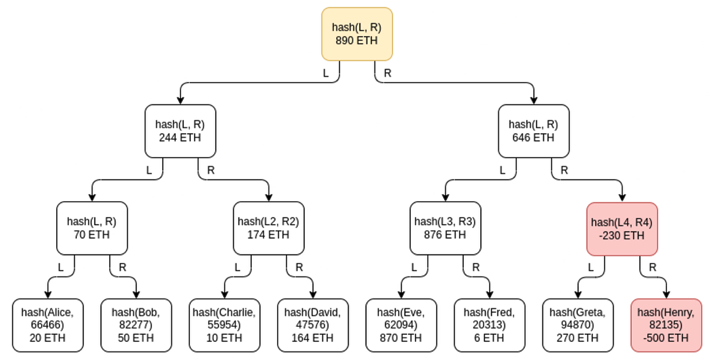 hash(L, R)
890 ETH
L
R
hash(L, R)
244 ETH
hash(L, R)
646 ETH
L
R
L
R
hash(L, R)
70 ETH
hash(L2, R2)
174 ETH
hash(L3, R3)
876 ETH
hash(L4, R4)
-230 ETH
L
R
L
R
L
R
L
R
hash(Alice,
66466)
20 ETH
hash(Bob,
82277)
50 ETH
hash(Charlie,
55954)
10 ETH
hash(David,
47576)
164 ETH
hash(Eve,
62094)
870 ETH
hash(Fred,
20313)
6 ETH
hash(Greta,
94870)
270 ETH
hash(Henry,
82135)
-500 ETH